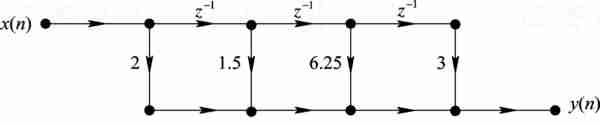 z⁻¹ z⁻¹ z⁻¹
x(n)
2 1.5 6.25 3
y(n)